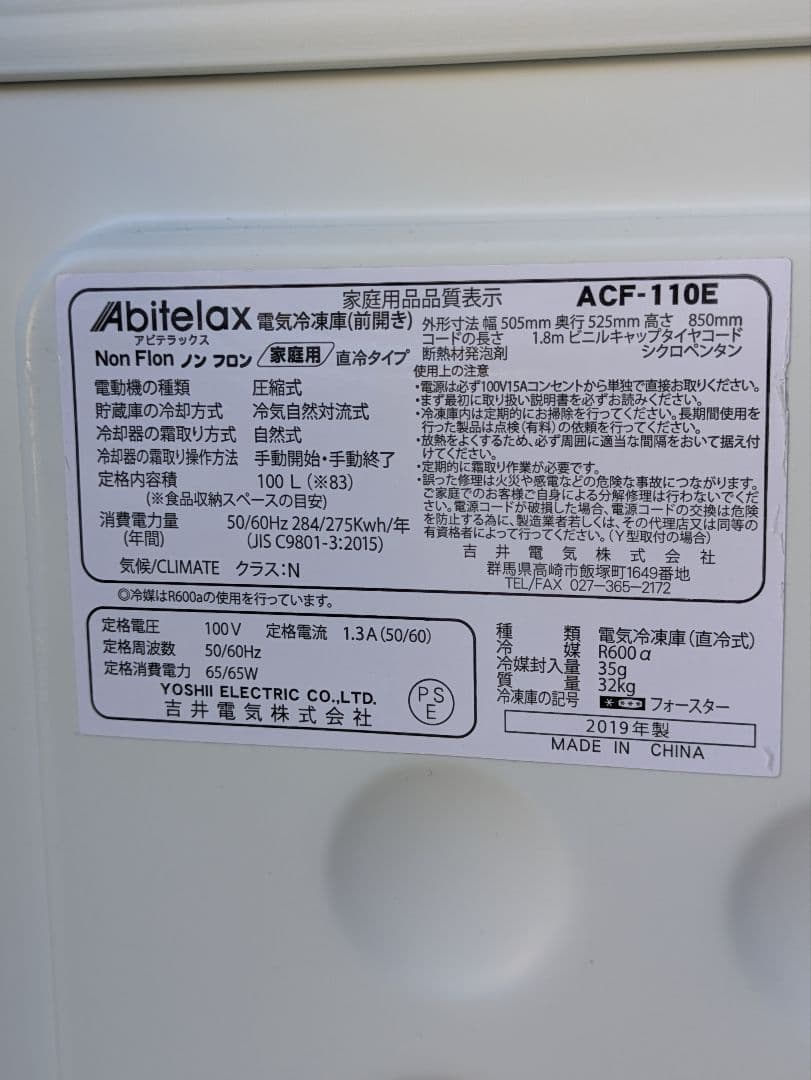 家庭用品品質表示
Abitelax 電気冷凍庫(前開き)
アビテラックス
Non Flon ノン フロン 家庭用 直冷タイプ
電動機の種類 圧縮式
貯蔵庫の冷却方式 冷気自然対流式
冷却器の霜取り方式 自然式
冷却器の霜取り操作方法 手動開始・手動終了
定格内容積 100 L (※83)
(※食品収納スペースの目安)
消費電力量 50/60Hz 284/275Kwh/年
(年間) (JIS C9801-3:2015)
気候/CLIMATE クラス:N
ACF-110E
外形寸法 幅 505mm 奥行 525mm 高さ 850mm
コードの長さ 1.8m ビニルキャップタイヤコード
断熱材発泡剤 シクロペンタン
使用上の注意
・電源は必ず100V15Aコンセントから単独で直接お取りください。
・まず最初に取り扱い説明書を必ずお読みください。
・冷凍庫内は定期的にお掃除を行ってください。長期間使用を
行った製品は点検(有料)の依頼を行ってください。
・放熱をよくするため、必ず周囲に適当な間隔をおいて据え付
けてください。
・定期的に霜取り作業が必要です。
・誤った修理は火災や感電などの危険な事故につながります。
ご家庭でのお客様ご自身による分解修理は行わないでくだ
さい。電源コードが破損した場合、電源コードの交換は危険
を防止する為に、製造業者若しくは、その代理店又は同等の
有資格者によって行ってください。(Y型取付の場合)
吉井電気株式会社
群馬県高崎市飯塚町1649番地
TEL/FAX 027-365-2172
◎冷媒はR600aの使用を行っています。
定格電圧 100V 定格電流 1.3A(50/60)
定格周波数 50/60Hz
定格消費電力 65/65W
YOSHII ELECTRIC CO.,LTD.
吉井電気株式会社
PS
E
種類 電気冷凍庫(直冷式)
冷媒 R600α
冷媒封入量 35g
質量 32kg
冷凍庫の記号 * *** フォースター
2019年製
MADE IN CHINA